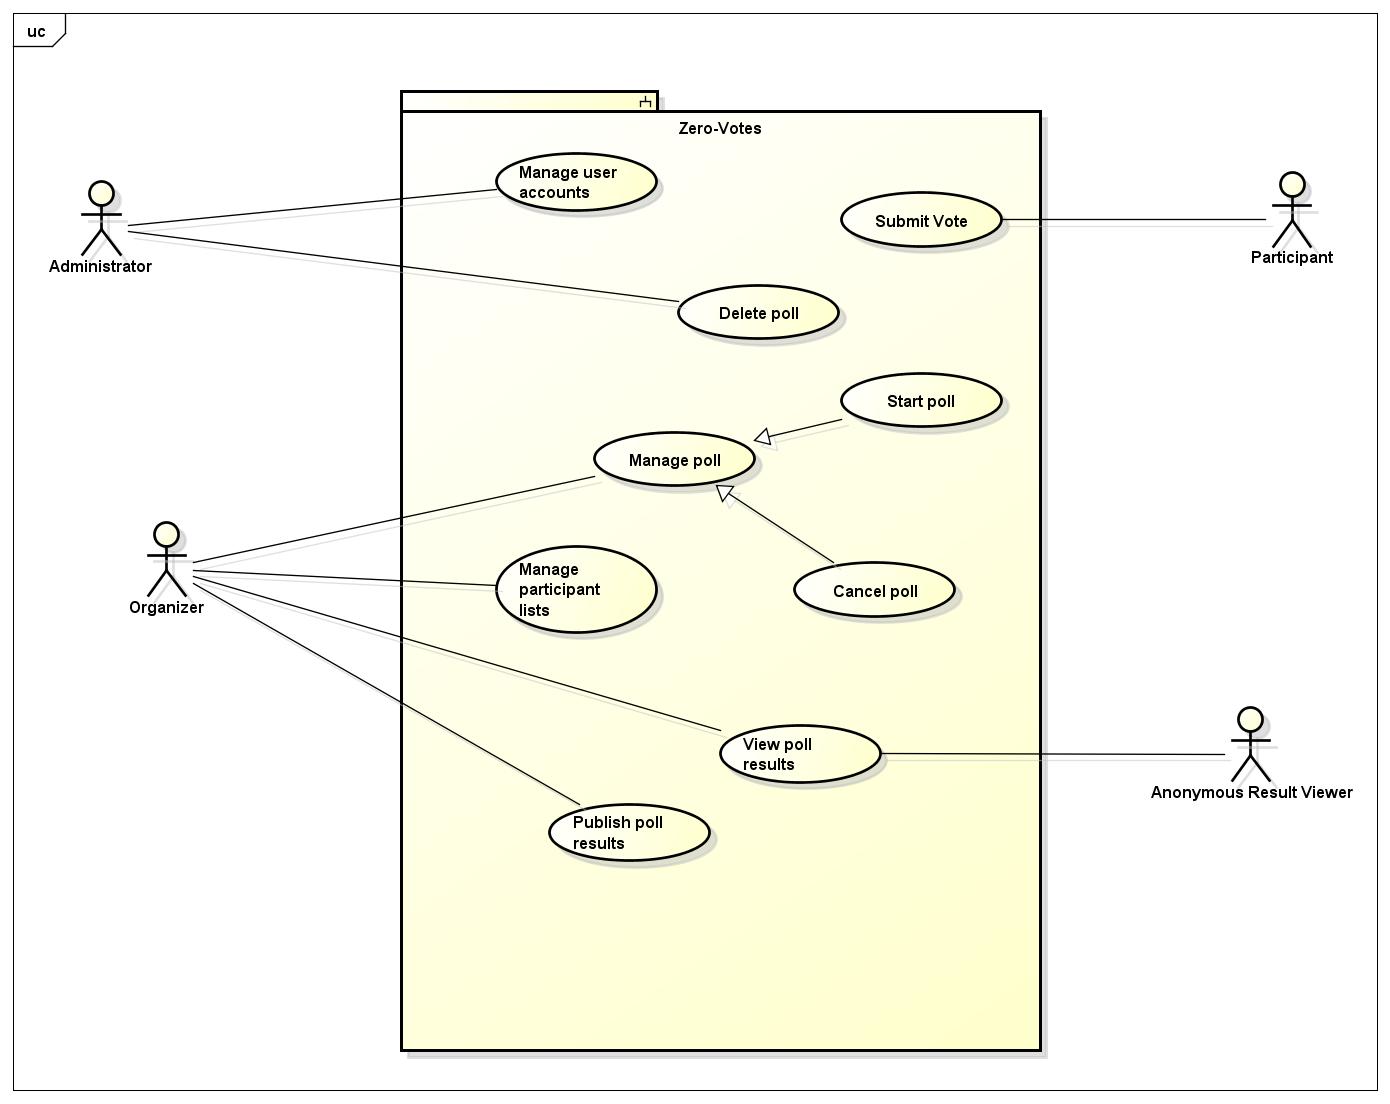 uc
Zero-Votes
Manage user
accounts
Submit Vote
Administrator
Participant
Delete poll
Start poll
Manage poll
Manage
participant
lists
Cancel poll
Organizer
View poll
results
Anonymous Result Viewer
Publish poll
results